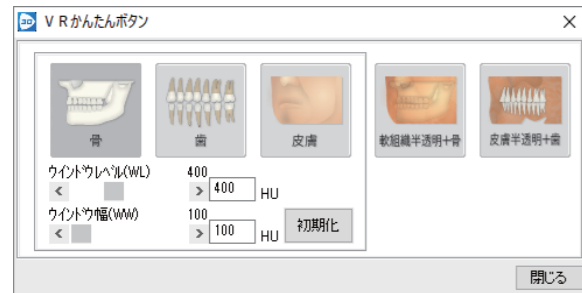 3D VRかんたんボタン
骨 歯 皮膚 軟組織半透明+骨 皮膚半透明+歯
ウインドウレベル(WL) 400
400 HU
ウインドウ幅(WW) 100
100 HU 初期化
閉じる